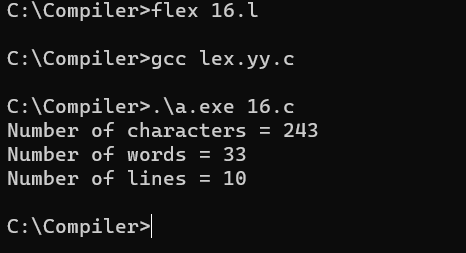 C:\Compiler>flex 16.l
C:\Compiler>gcc lex.yy.c
C:\Compiler>.\a.exe 16.c
Number of characters = 243
Number of words = 33
Number of lines = 10
C:\Compiler>